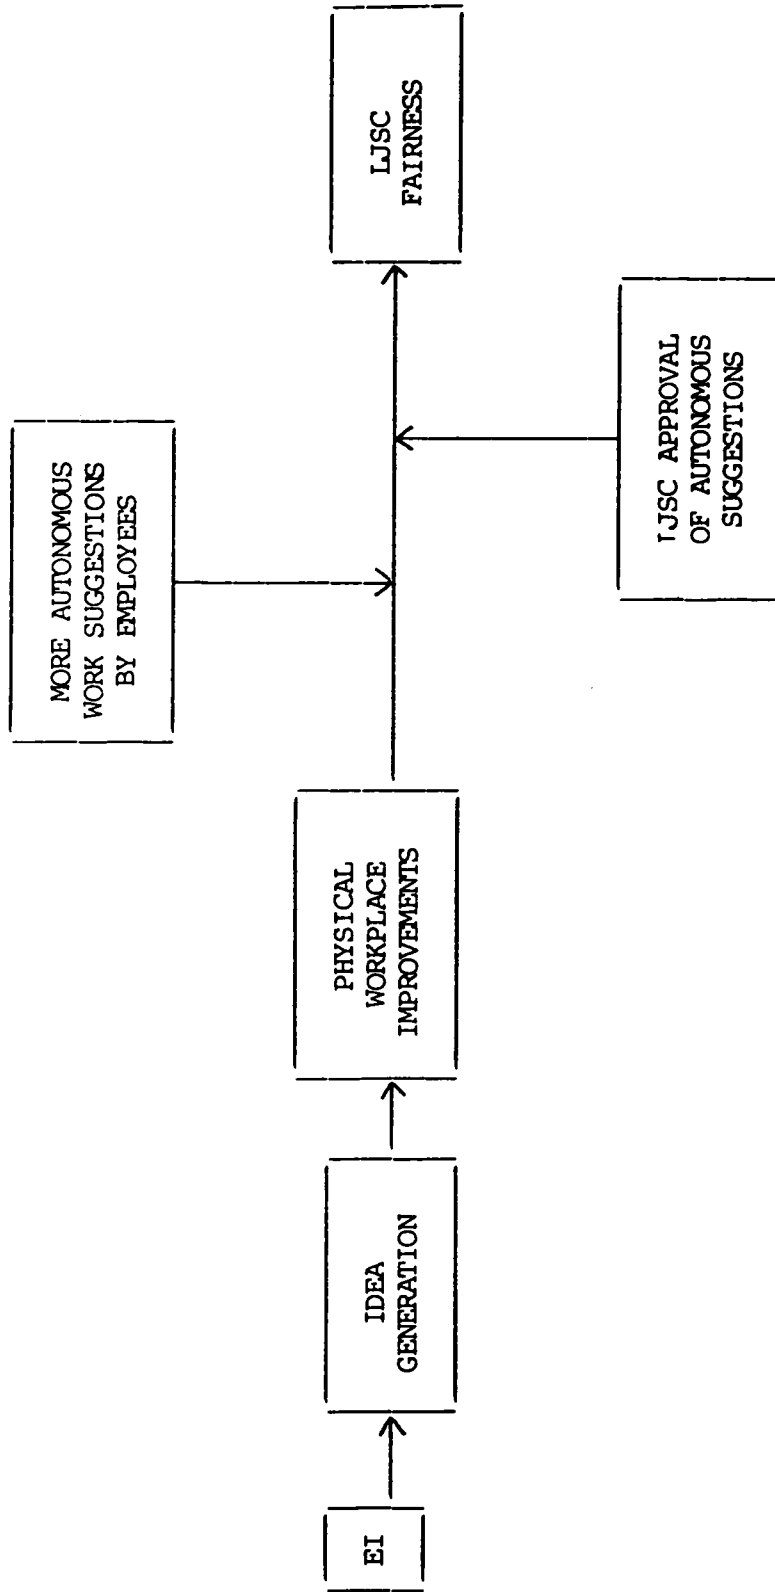 EI
IDEA
GENERATION
PHYSICAL
WORKPLACE
IMPROVEMENTS
MORE AUTONOMOUS
WORK SUGGESTIONS
BY EMPLOYEES
LJSC APPROVAL
OF AUTONOMOUS
SUGGESTIONS
LJSC
FAIRNESS